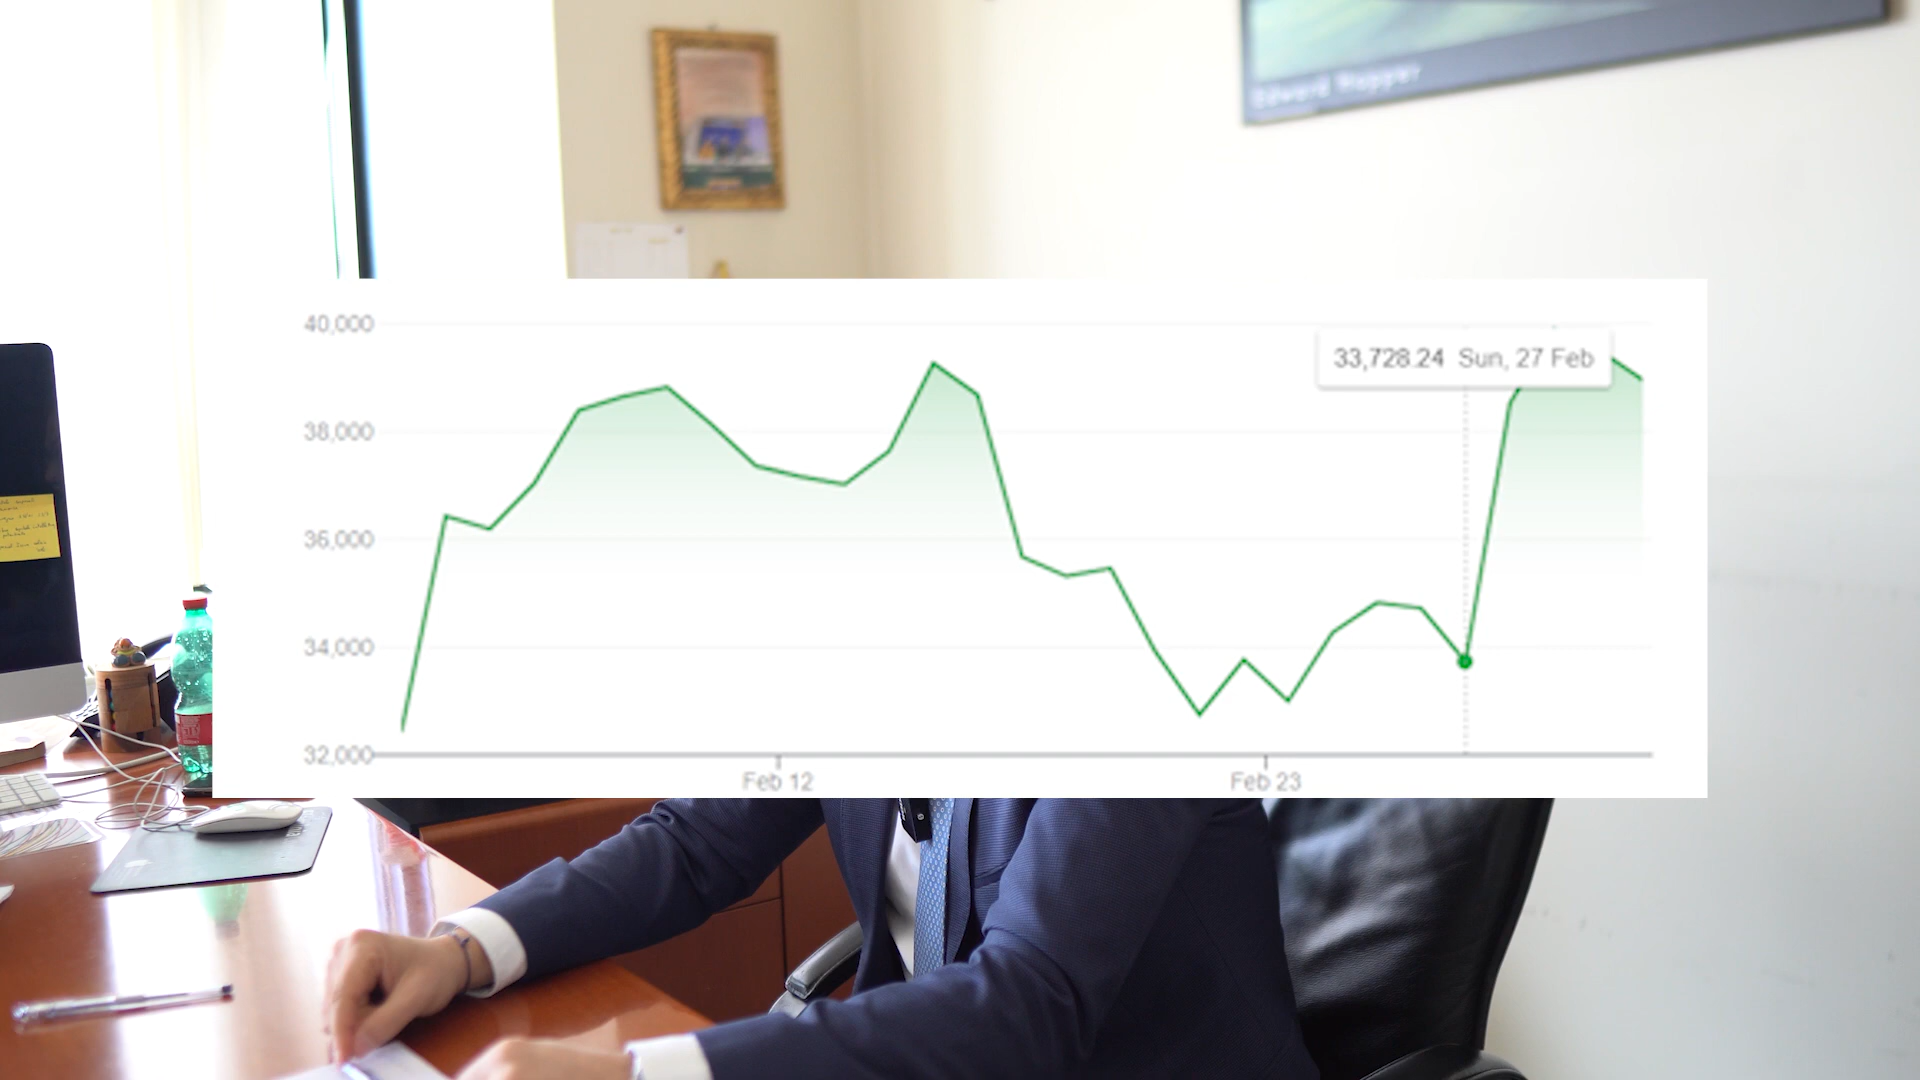 Edward Hopper
40,000
33,728.24 Sun, 27 Feb
38,000
36,000
34,000
32,000
Feb 12
Feb 23